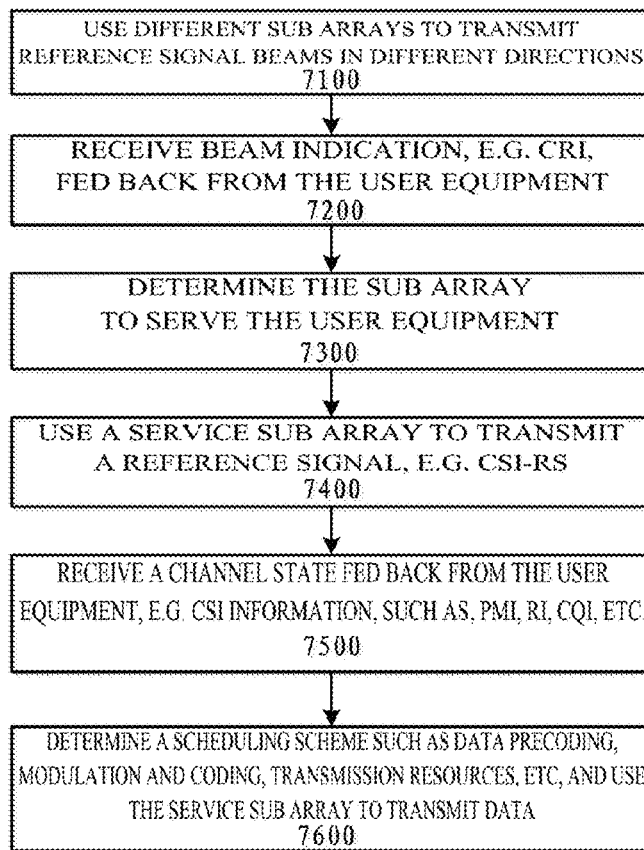 USE DIFFERENT SUB ARRAYS TO TRANSMIT
REFERENCE SIGNAL BEAMS IN DIFFERENT DIRECTIONS
7100
RECEIVE BEAM INDICATION, E.G. CRI,
FED BACK FROM THE USER EQUIPMENT
7200
DETERMINE THE SUB ARRAY
TO SERVE THE USER EQUIPMENT
7300
USE A SERVICE SUB ARRAY TO TRANSMIT
A REFERENCE SIGNAL, E.G. CSI-RS
7400
RECEIVE A CHANNEL STATE FED BACK FROM THE USER
EQUIPMENT, E.G. CSI INFORMATION, SUCH AS, PMI, RI, CQI, ETC.
7500
DETERMINE A SCHEDULING SCHEME SUCH AS DATA PRECODING,
MODULATION AND CODING, TRANSMISSION RESOURCES, ETC, AND USE
THE SERVICE SUB ARRAY TO TRANSMIT DATA
7600